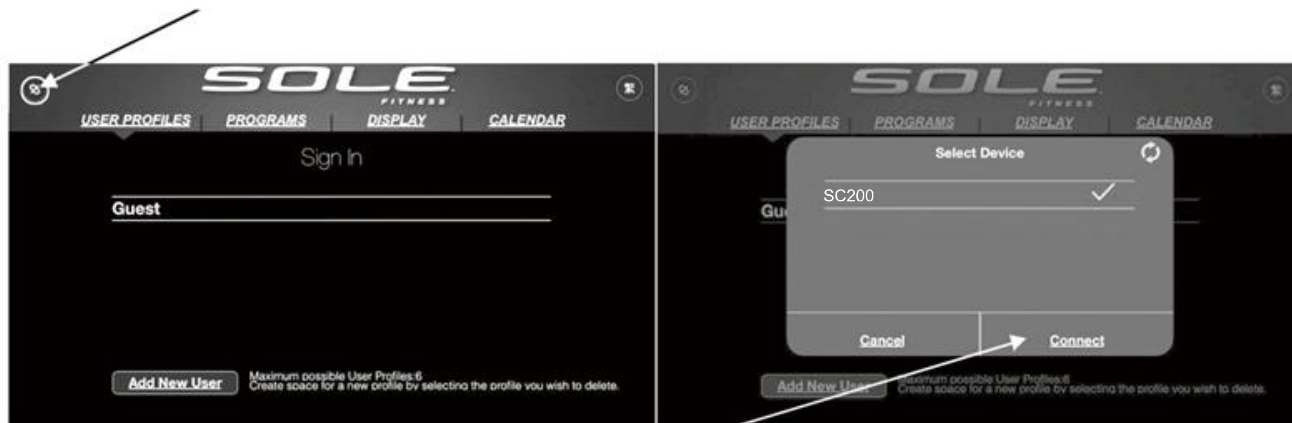 SOLE
FITNESS
USER PROFILES PROGRAMS DISPLAY CALENDAR
Sign In
Guest
Add New User
Maximum possible User Profiles:6
Create space for a new profile by selecting the profile you wish to delete.
SOLE
FITNESS
USER PROFILES PROGRAMS DISPLAY CALENDAR
Select Device
SC200
Gu
Cancel Connect
Add New User
Maximum possible User Profiles:6
Create space for a new profile by selecting the profile you wish to delete.